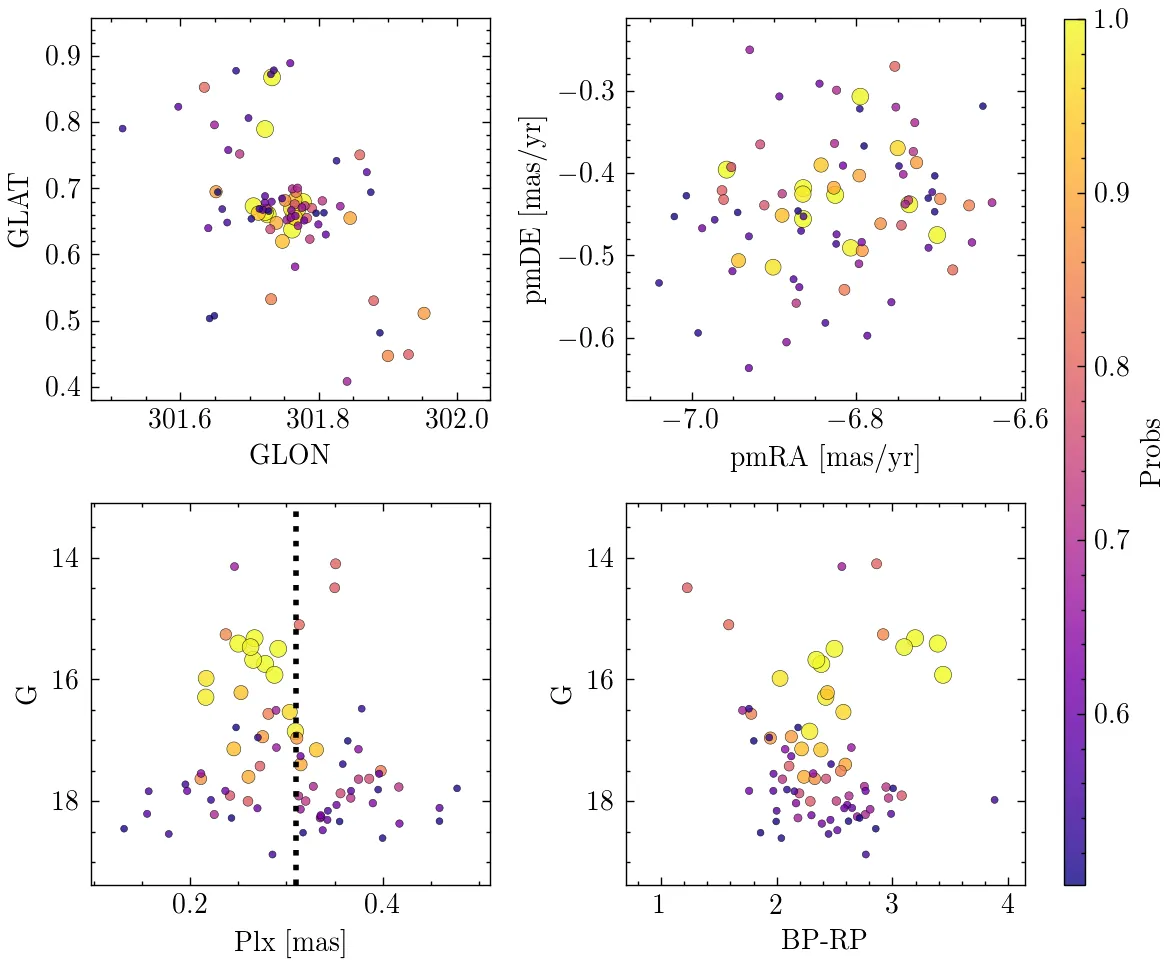 0.9
0.8
0.7
0.6
0.5
0.4
GLAT
301.6 301.8 302.0
GLON
−0.3
−0.4
−0.5
−0.6
pmDE [mas/yr]
−7.0 −6.8 −6.6
pmRA [mas/yr]
1.0
0.9
0.8
0.7
0.6
Probs
14
16
18
G
0.2 0.4
Plx [mas]
14
16
18
G
1 2 3 4
BP-RP